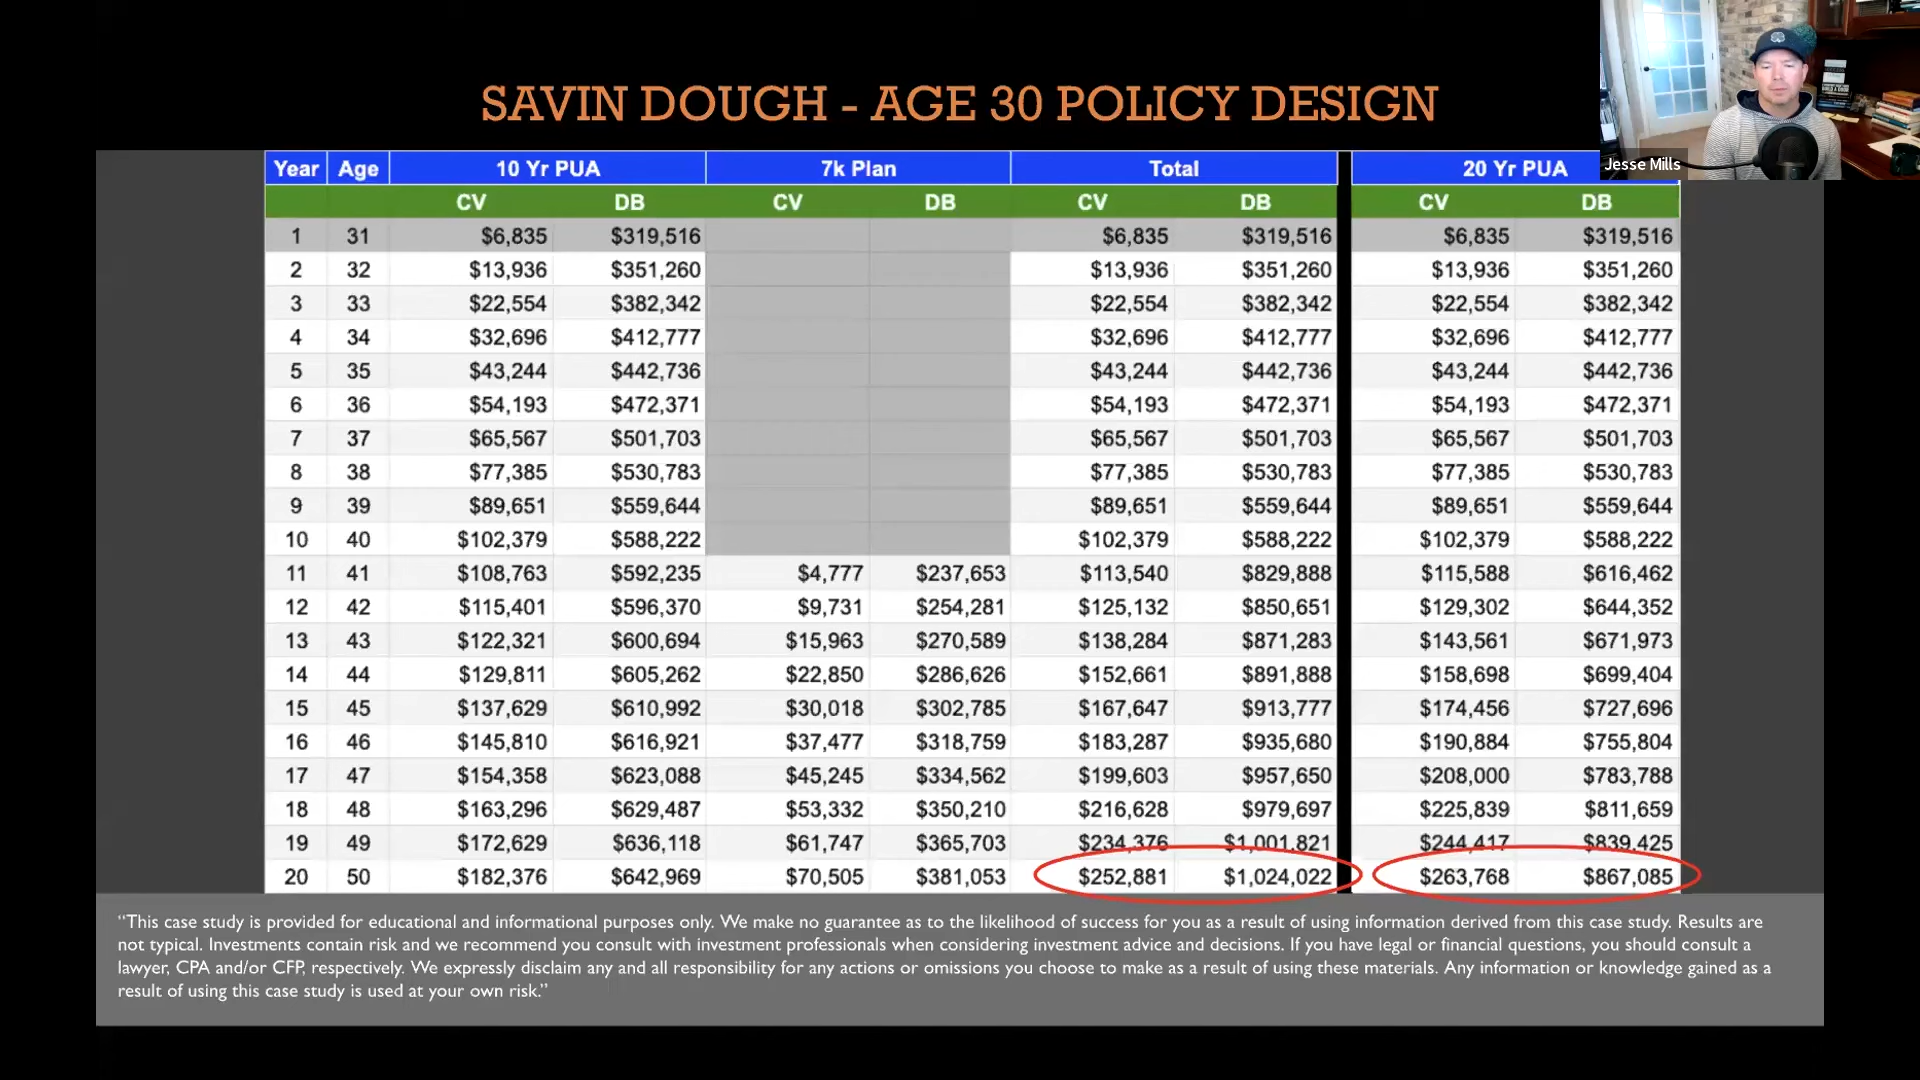 SAVIN DOUGH - AGE 30 POLICY DESIGN
Jesse Mills
Year Age 10 Yr PUA 7k Plan Total 20 Yr PUA
CV DB CV DB CV DB CV DB
1 31 $6,835 $319,516 $6,835 $319,516 $6,835 $319,516
2 32 $13,936 $351,260 $13,936 $351,260 $13,936 $351,260
3 33 $22,554 $382,342 $22,554 $382,342 $22,554 $382,342
4 34 $32,696 $412,777 $32,696 $412,777 $32,696 $412,777
5 35 $43,244 $442,736 $43,244 $442,736 $43,244 $442,736
6 36 $54,193 $472,371 $54,193 $472,371 $54,193 $472,371
7 37 $65,567 $501,703 $65,567 $501,703 $65,567 $501,703
8 38 $77,385 $530,783 $77,385 $530,783 $77,385 $530,783
9 39 $89,651 $559,644 $89,651 $559,644 $89,651 $559,644
10 40 $102,379 $588,222 $102,379 $588,222 $102,379 $588,222
11 41 $108,763 $592,235 $4,777 $237,653 $113,540 $829,888 $115,588 $616,462
12 42 $115,401 $596,370 $9,731 $254,281 $125,132 $850,651 $129,302 $644,352
13 43 $122,321 $600,694 $15,963 $270,589 $138,284 $871,283 $143,561 $671,973
14 44 $129,811 $605,262 $22,850 $286,626 $152,661 $891,888 $158,698 $699,404
15 45 $137,629 $610,992 $30,018 $302,785 $167,647 $913,777 $174,456 $727,696
16 46 $145,810 $616,921 $37,477 $318,759 $183,287 $935,680 $190,884 $755,804
17 47 $154,358 $623,088 $45,245 $334,562 $199,603 $957,650 $208,000 $783,788
18 48 $163,296 $629,487 $53,332 $350,210 $216,628 $979,697 $225,839 $811,659
19 49 $172,629 $636,118 $61,747 $365,703 $234,376 $1,001,821 $244,417 $839,425
20 50 $182,376 $642,969 $70,505 $381,053 $252,881 $1,024,022 $263,768 $867,085
“This case study is provided for educational and informational purposes only. We make no guarantee as to the likelihood of success for you as a result of using information derived from this case study. Results are
not typical. Investments contain risk and we recommend you consult with investment professionals when considering investment advice and decisions. If you have legal or financial questions, you should consult a
lawyer, CPA and/or CFP, respectively. We expressly disclaim any and all responsibility for any actions or omissions you choose to make as a result of using these materials. Any information or knowledge gained as a
result of using this case study is used at your own risk.”